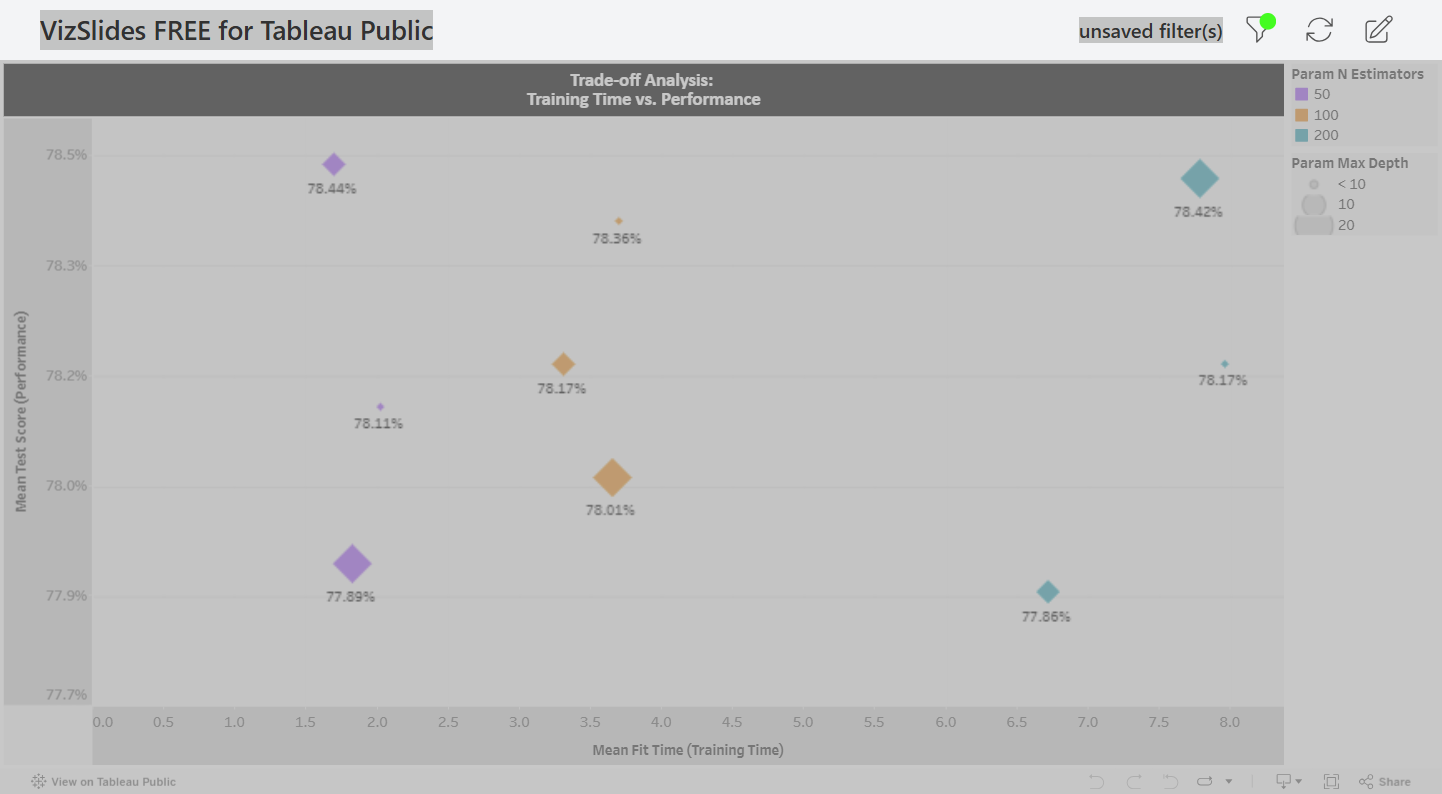 VizSlides FREE for Tableau Public
unsaved filter(s)
Trade-off Analysis:
Training Time vs. Performance
Param N Estimators
50
100
200
Param Max Depth
< 10
10
20
Mean Test Score (Performance)
78.5%
78.3%
78.2%
78.0%
77.9%
77.7%
78.44%
78.42%
78.36%
78.17%
78.17%
78.11%
78.01%
77.89%
77.86%
0.0 0.5 1.0 1.5 2.0 2.5 3.0 3.5 4.0 4.5 5.0 5.5 6.0 6.5 7.0 7.5 8.0
Mean Fit Time (Training Time)
View on Tableau Public
Share